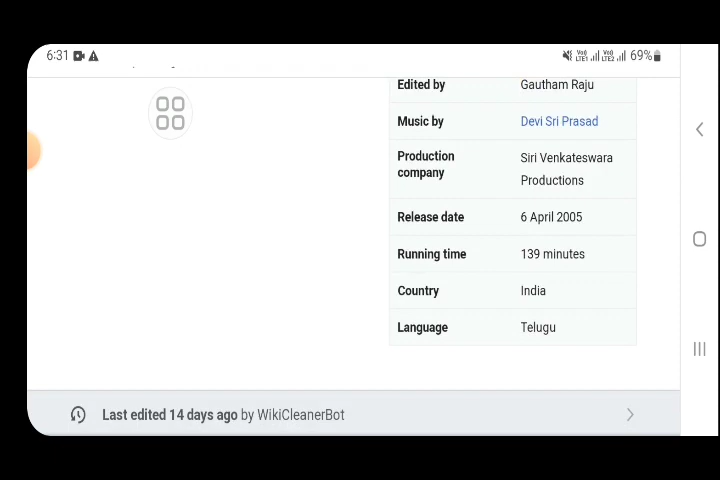 6:31
69%
Edited by Gautham Raju
Music by Devi Sri Prasad
Production company Siri Venkateswara Productions
Release date 6 April 2005
Running time 139 minutes
Country India
Language Telugu
Last edited 14 days ago by WikiCleanerBot